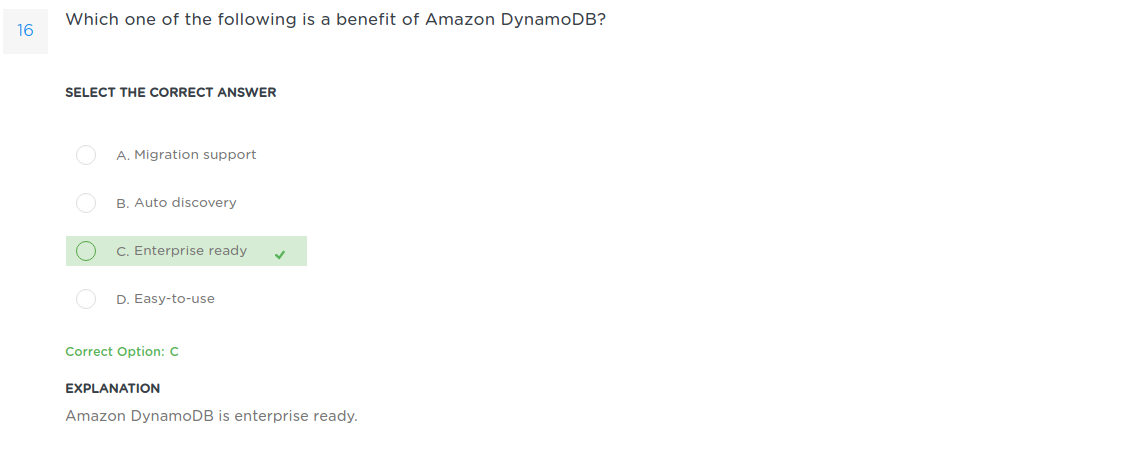 16
Which one of the following is a benefit of Amazon DynamoDB?
SELECT THE CORRECT ANSWER
A. Migration support
B. Auto discovery
C. Enterprise ready
D. Easy-to-use
Correct Option: C
EXPLANATION
Amazon DynamoDB is enterprise ready.